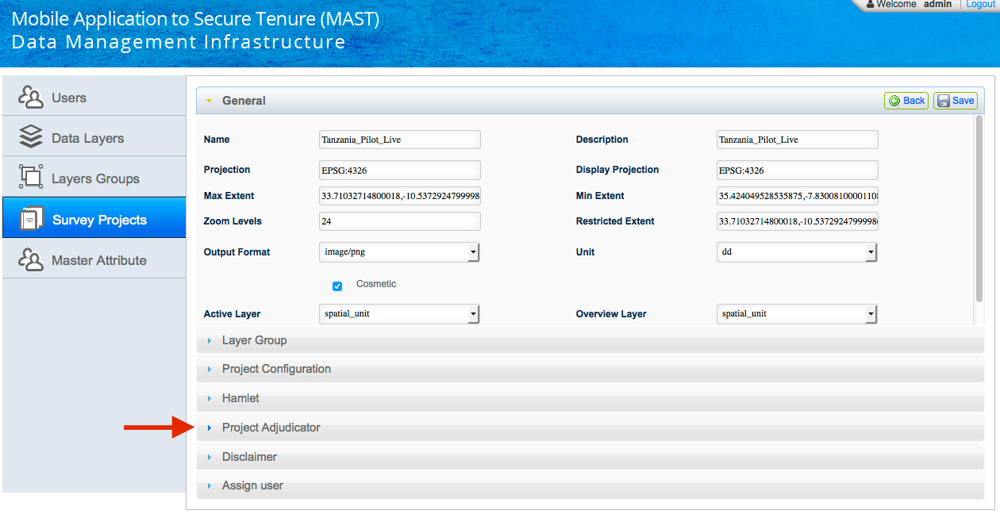 Welcome admin Logout
Mobile Application to Secure Tenure (MAST)
Data Management Infrastructure
Users
Data Layers
Layers Groups
Survey Projects
Master Attribute
General
Back Save
Name Tanzania_Pilot_Live Description Tanzania_Pilot_Live
Projection EPSG:4326 Display Projection EPSG:4326
Max Extent 33.71032714800018,-10.5372924799998 Min Extent 35.424049528535875,-7.8300810000110
Zoom Levels 24 Restricted Extent 33.71032714800018,-10.5372924799998
Output Format image/png Unit dd
Cosmetic
Active Layer spatial_unit Overview Layer spatial_unit
Layer Group
Project Configuration
Hamlet
Project Adjudicator
Disclaimer
Assign user